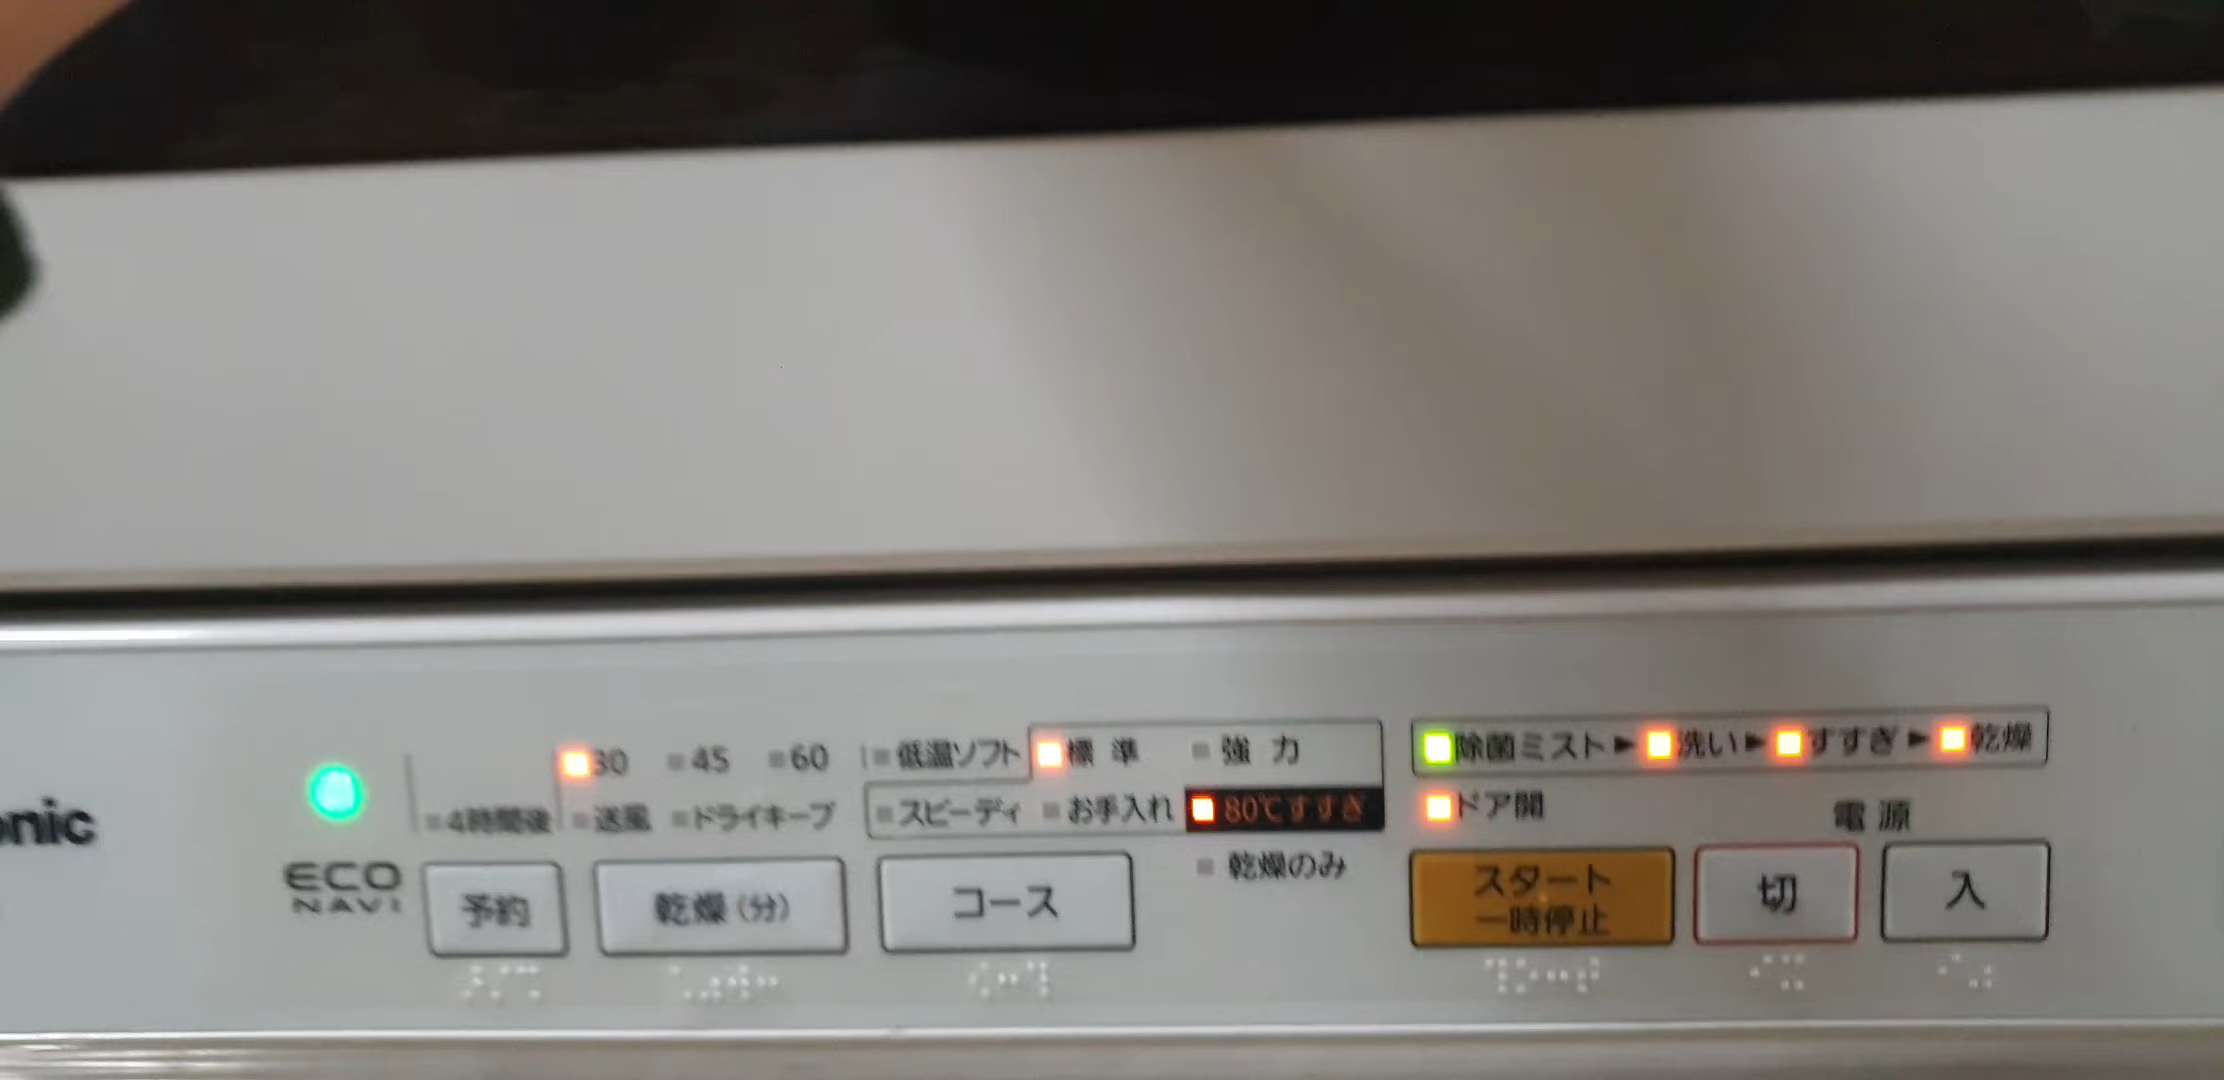 30 45 60
低温ソフト 標準 強力
除菌ミスト▶洗い▶すすぎ▶乾燥
4時間後 送風 ドライキープ
スピーディ お手入れ 80℃すすぎ
ドア開
電源
onic
ECO
NAVI
予約
乾燥(分)
コース
乾燥のみ
スタート
一時停止
切
入